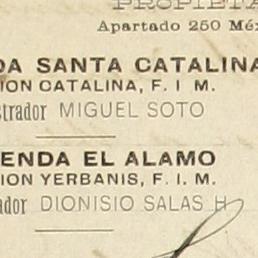 PROPIETA
Apartado 250 Méx
DA SANTA CATALINA
ION CATALINA, F. I M.
strador MIGUEL SOTO
ENDA EL ALAMO
ION YERBANIS, F. I. M.
ador DIONISIO SALAS H